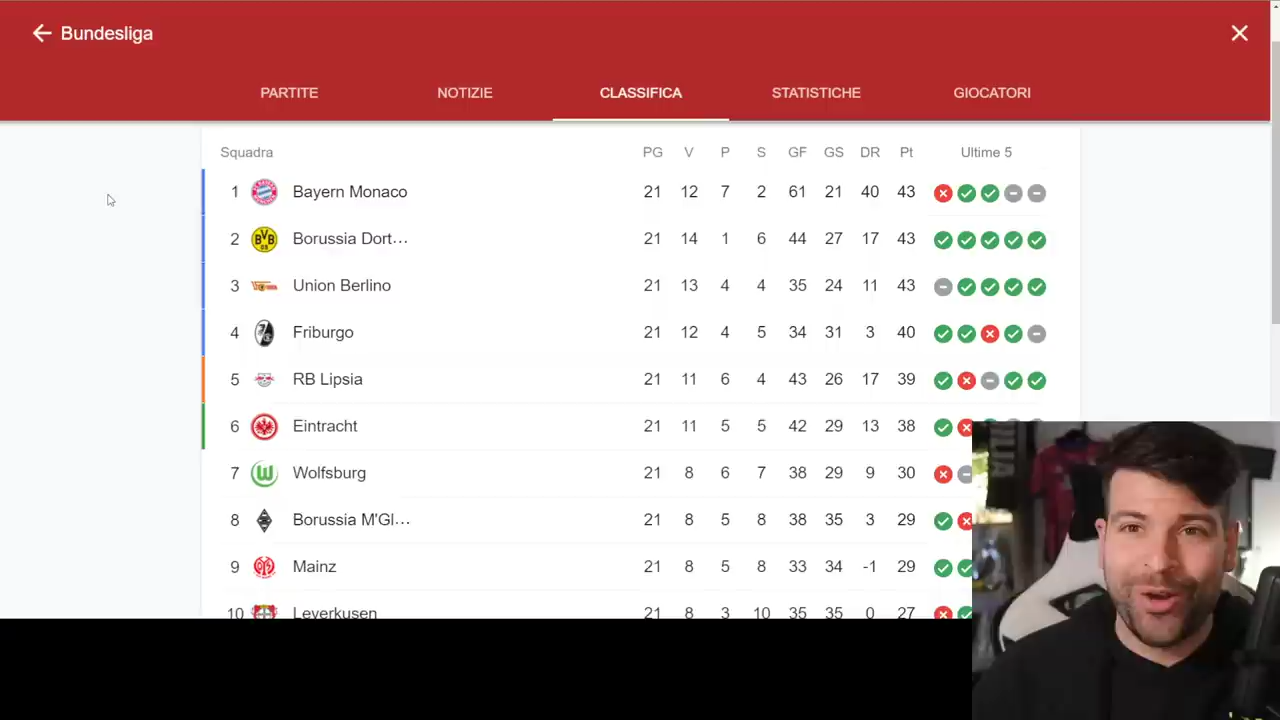 Bundesliga
PARTITE NOTIZIE CLASSIFICA STATISTICHE GIOCATORI
Squadra PG V P S GF GS DR Pt Ultime 5
1 Bayern Monaco 21 12 7 2 61 21 40 43
2 BVB 09 Borussia Dort... 21 14 1 6 44 27 17 43
3 Union Berlino 21 13 4 4 35 24 11 43
4 Friburgo 21 12 4 5 34 31 3 40
5 RB Lipsia 21 11 6 4 43 26 17 39
6 Eintracht 21 11 5 5 42 29 13 38
7 Wolfsburg 21 8 6 7 38 29 9 30
8 Borussia M'Gl... 21 8 5 8 38 35 3 29
9 Mainz 21 8 5 8 33 34 -1 29
10 Leverkusen 21 8 3 10 35 35 0 27